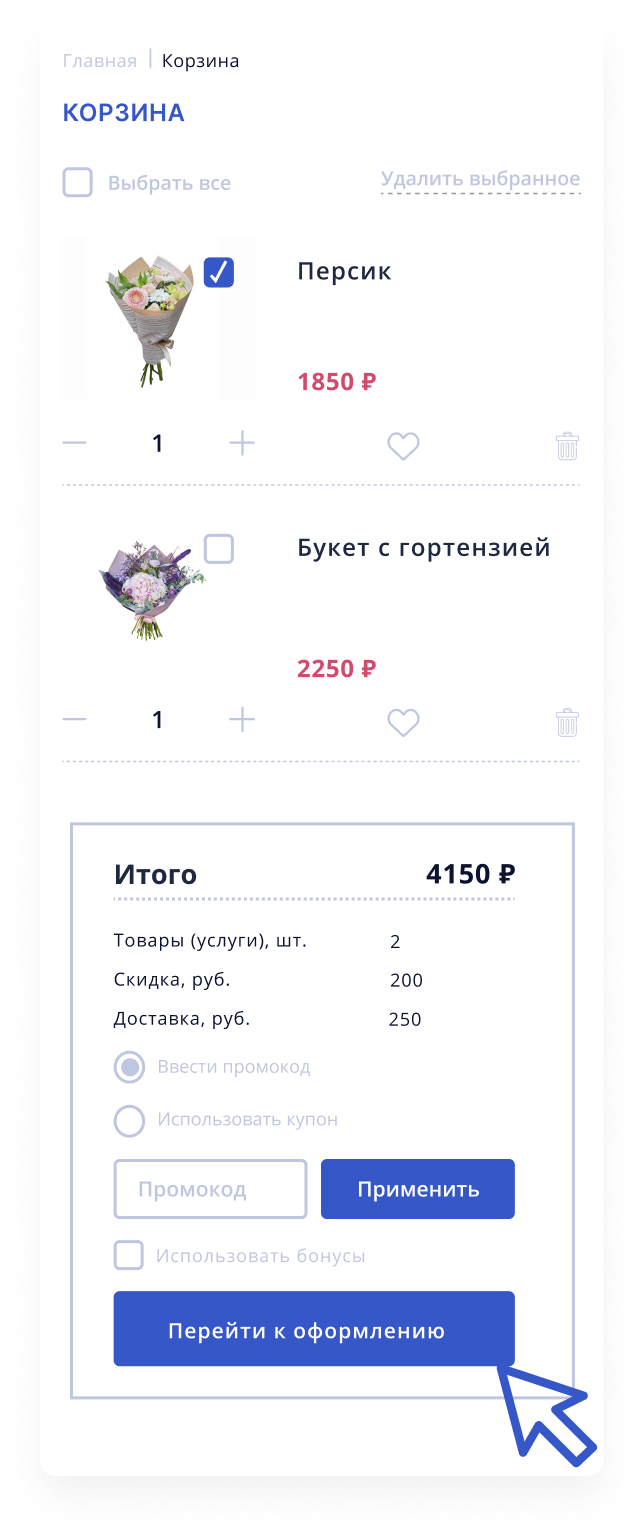 Главная | Корзина
КОРЗИНА
Выбрать все Удалить выбранное
Персик
1850 ₽
1
Букет с гортензией
2250 ₽
1
Итого 4150 ₽
Товары (услуги), шт. 2
Скидка, руб. 200
Доставка, руб. 250
Ввести промокод
Использовать купон
Промокод Применить
Использовать бонусы
Перейти к оформлению